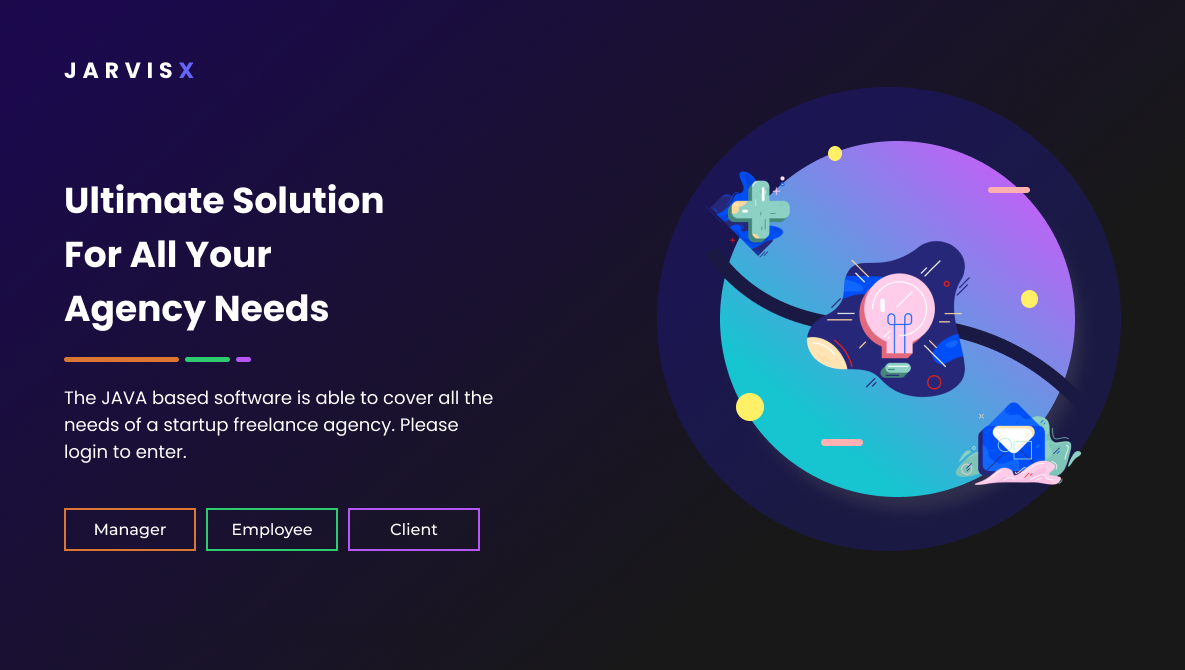 JARVISX
Ultimate Solution
For All Your
Agency Needs
The JAVA based software is able to cover all the
needs of a startup freelance agency. Please
login to enter.
Manager Employee Client